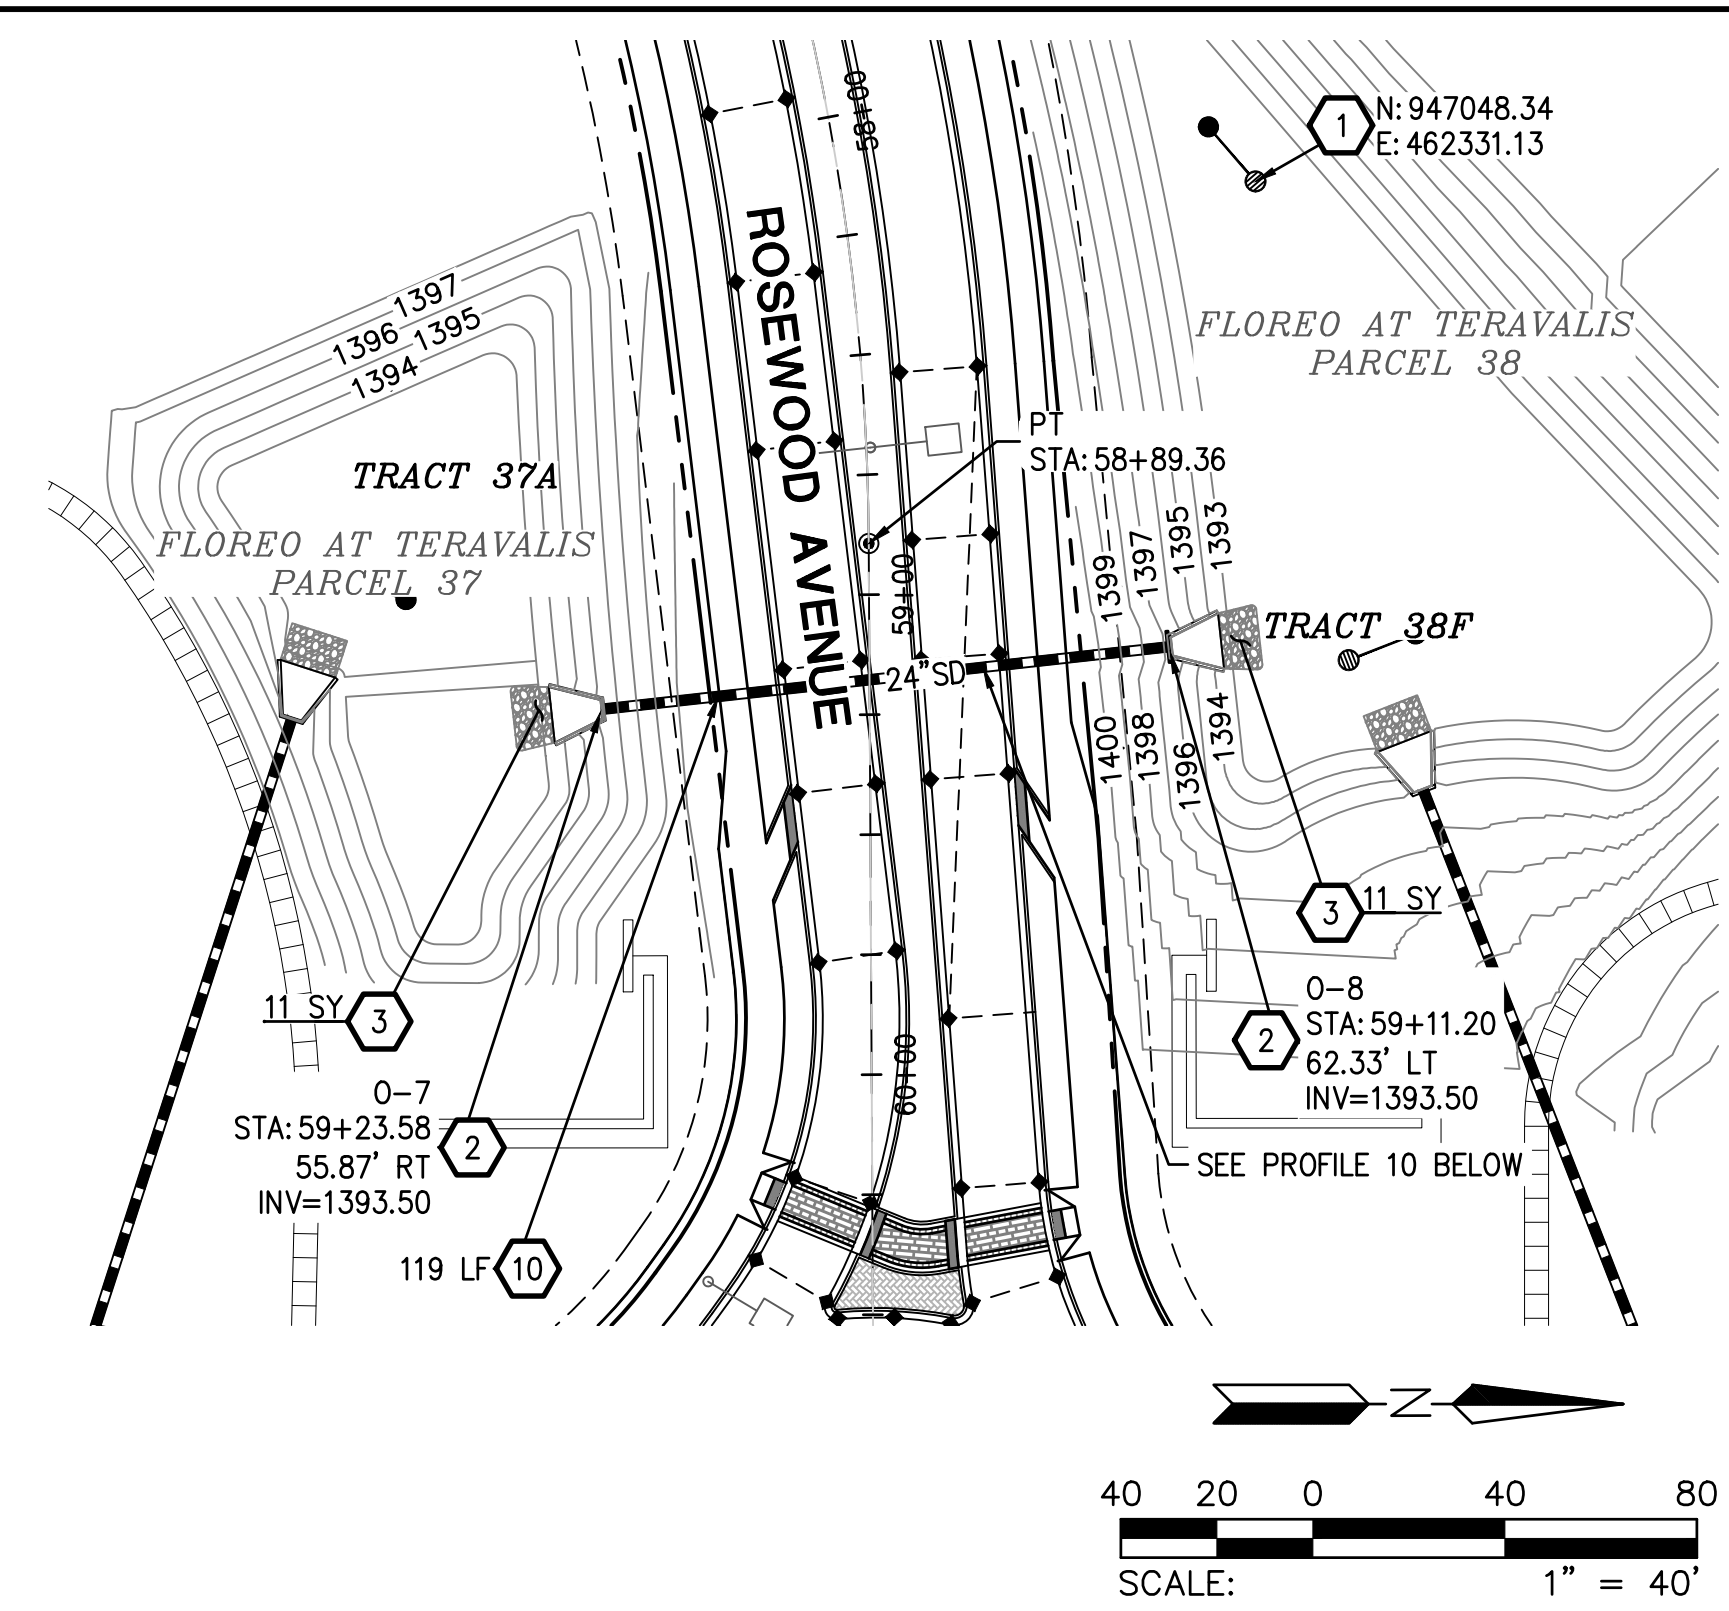 58+00
1
N: 947048.34
E: 462331.13
ROSEWOOD AVENUE
1397
1396
1395
1394
FLOREO AT TERAVALIS
PARCEL 38
PT
STA: 58+89.36
TRACT 37A
FLOREO AT TERAVALIS
PARCEL 37
59+00
1399
1397
1395
1393
TRACT 38F
24"SD
1400
1398
1396
1394
3
11 SY
11 SY
3
O-8
STA: 59+11.20
62.33' LT
INV=1393.50
2
60+00
O-7
STA: 59+23.58
55.87' RT
INV=1393.50
2
SEE PROFILE 10 BELOW
119 LF
10
Z
40 20 0 40 80
SCALE: 1" = 40'